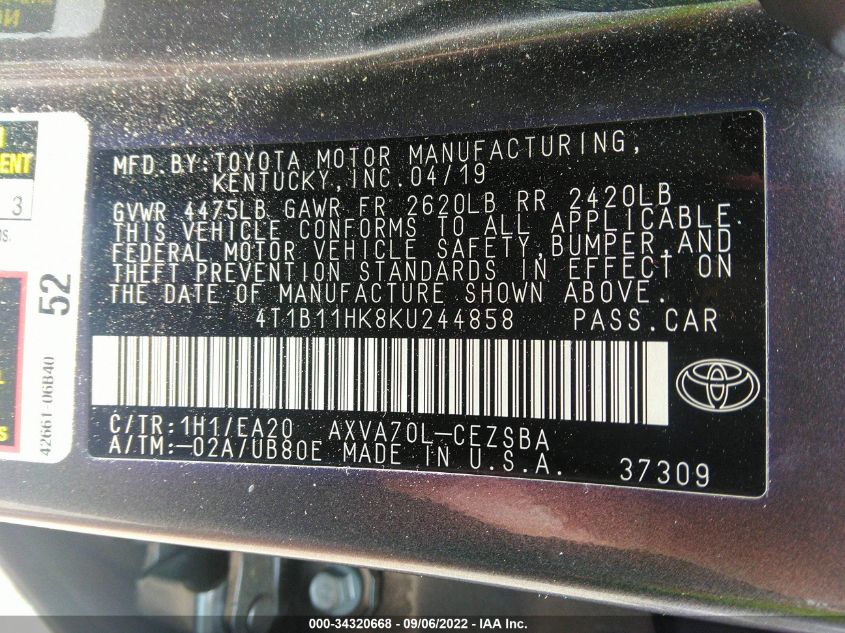 MFD. BY: TOYOTA MOTOR MANUFACTURING,
KENTUCKY, INC. 04/19
GVWR 4475LB GAWR FR 2620LB RR 2420LB
THIS VEHICLE CONFORMS TO ALL APPLICABLE
FEDERAL MOTOR VEHICLE SAFETY, BUMPER, AND
THEFT PREVENTION STANDARDS IN EFFECT ON
THE DATE OF MANUFACTURE SHOWN ABOVE.
4T1B11HK8KU244858 PASS. CAR
C/TR: 1H1/EA20 AXVA70L-CEZSBA
A/TM: -02A/UB80E MADE IN U.S.A. 37309
3
52
42661-06B40
000-34320668 - 09/06/2022 - IAA Inc.